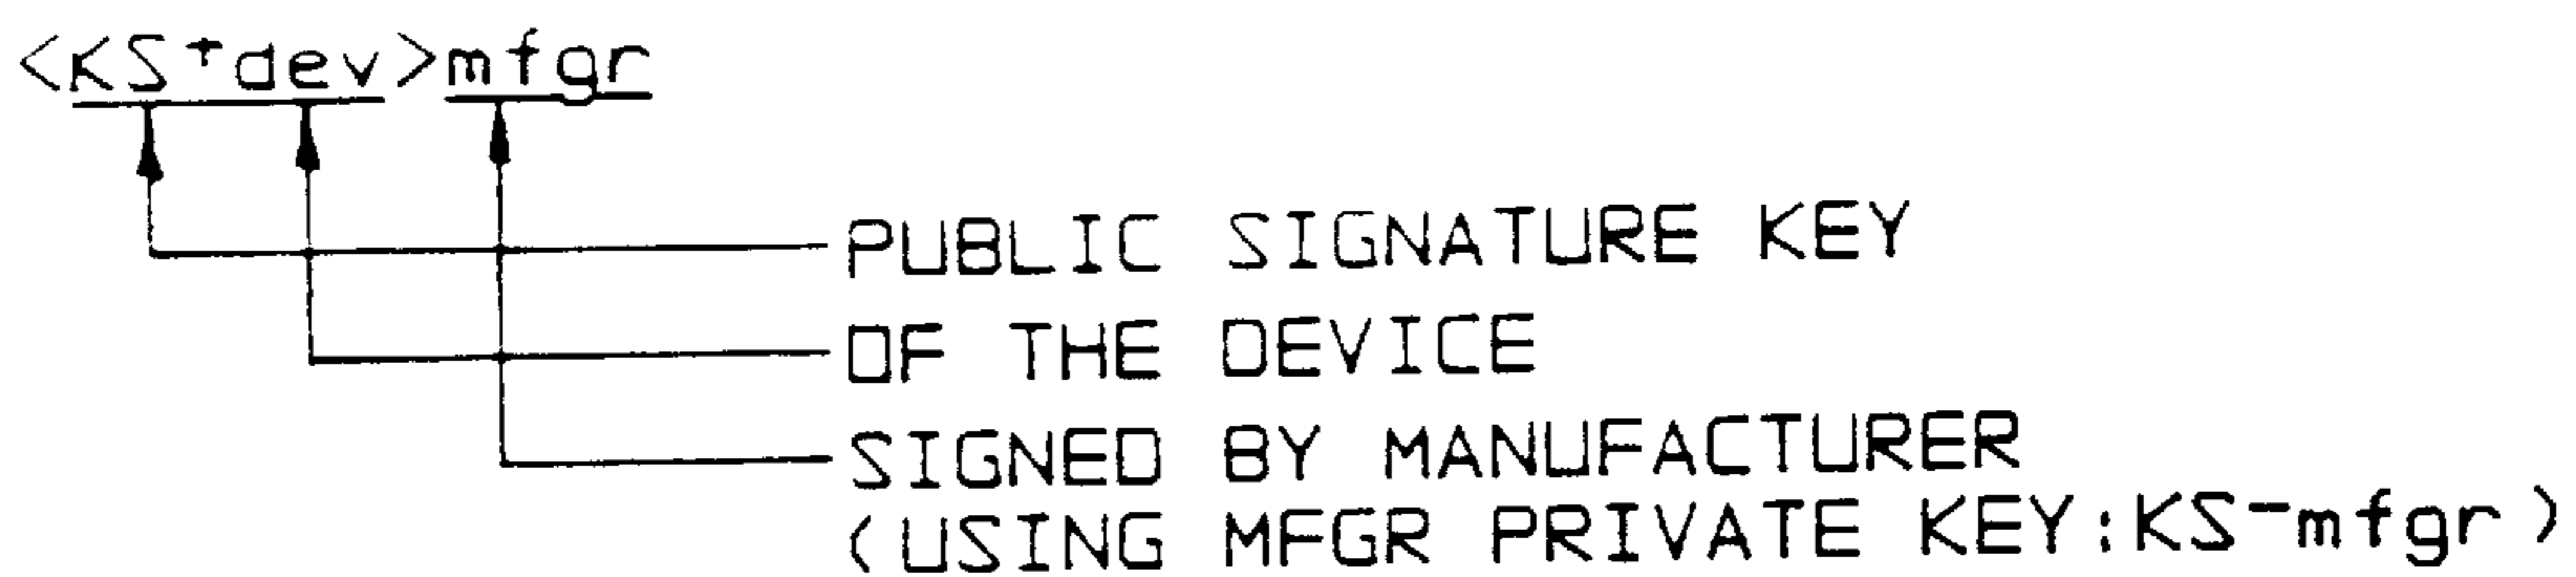 <KS⁺dev>mfgr
PUBLIC SIGNATURE KEY
OF THE DEVICE
SIGNED BY MANUFACTURER
(USING MFGR PRIVATE KEY:KS⁻mfgr)